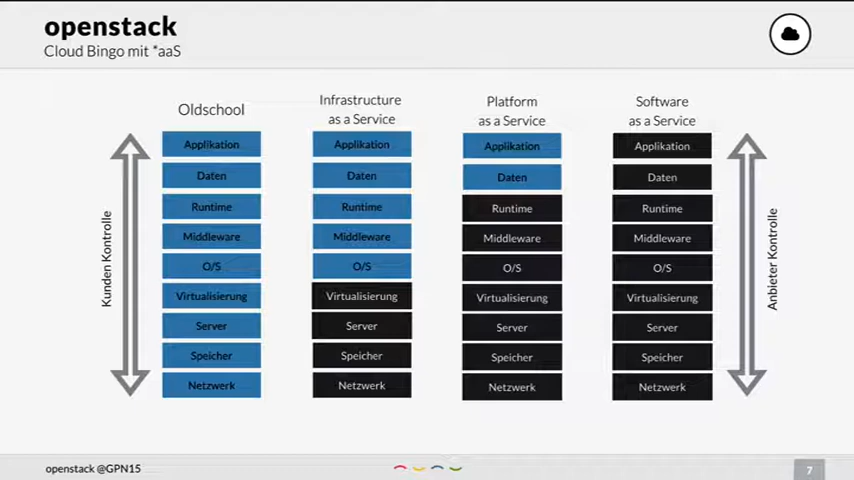 openstack
Cloud Bingo mit *aaS
Oldschool
Applikation
Daten
Runtime
Middleware
O/S
Virtualisierung
Server
Speicher
Netzwerk
Infrastructure
as a Service
Applikation
Daten
Runtime
Middleware
O/S
Virtualisierung
Server
Speicher
Netzwerk
Platform
as a Service
Applikation
Daten
Runtime
Middleware
O/S
Virtualisierung
Server
Speicher
Netzwerk
Software
as a Service
Applikation
Daten
Runtime
Middleware
O/S
Virtualisierung
Server
Speicher
Netzwerk
Kunden Kontrolle
Anbieter Kontrolle
openstack @GPN15
7